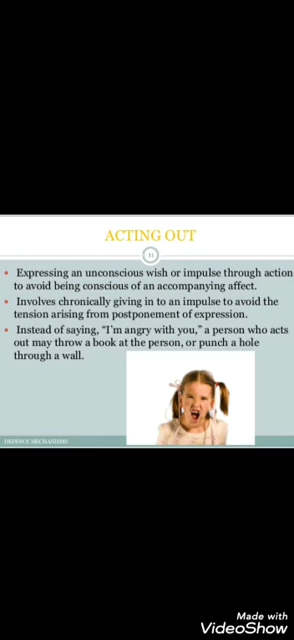 ACTING OUT
31
Expressing an unconscious wish or impulse through action
to avoid being conscious of an accompanying affect.
Involves chronically giving in to an impulse to avoid the
tension arising from postponement of expression.
Instead of saying, “I’m angry with you,” a person who acts
out may throw a book at the person, or punch a hole
through a wall.
DEFENCE MECHANISMS
Made with
VideoShow